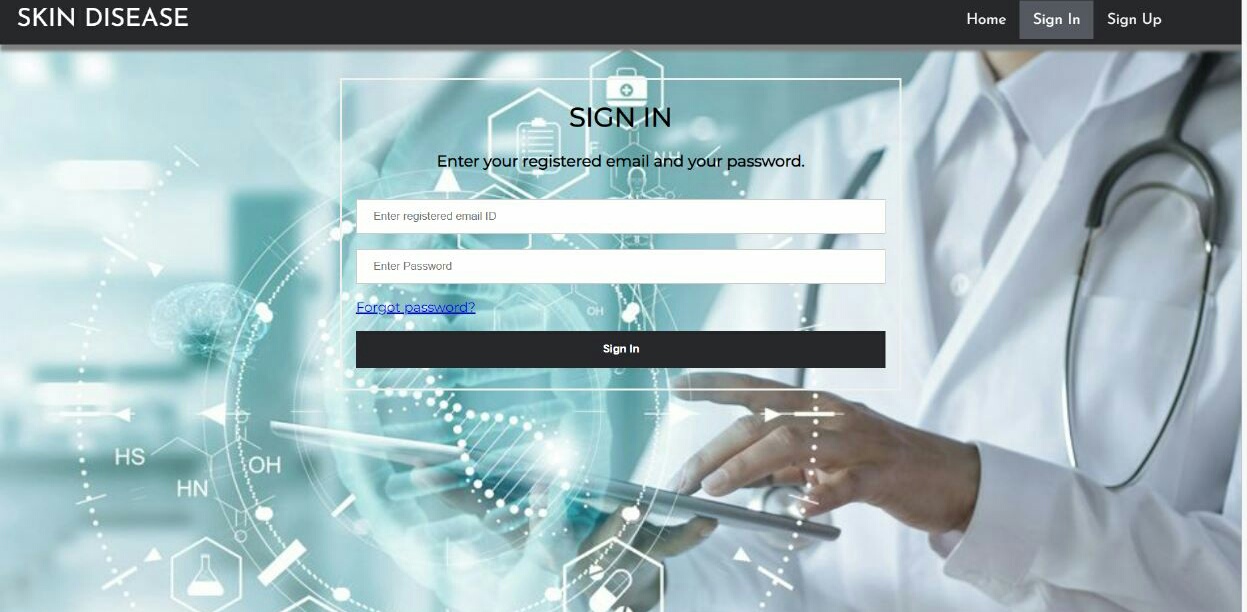 SKIN DISEASE
Home Sign In Sign Up
SIGN IN
Enter your registered email and your password.
Enter registered email ID
Enter Password
Forgot password?
Sign In
F
NH
OH
HS
OH
HN
O